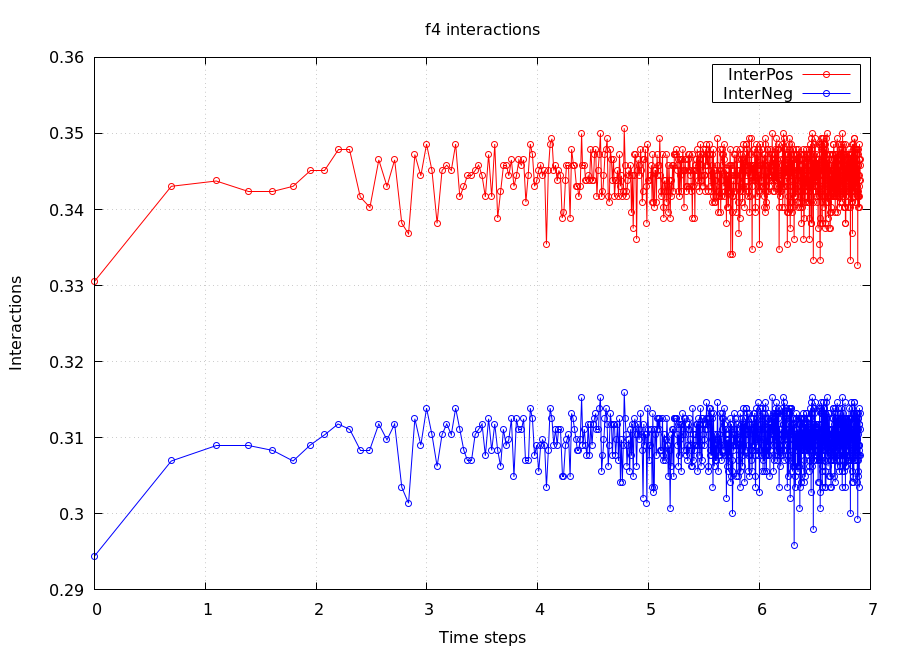 f4 interactions
0.36
0.35
0.34
0.33
0.32
0.31
0.3
0.29
Interactions
InterPos
InterNeg
0 1 2 3 4 5 6 7
Time steps